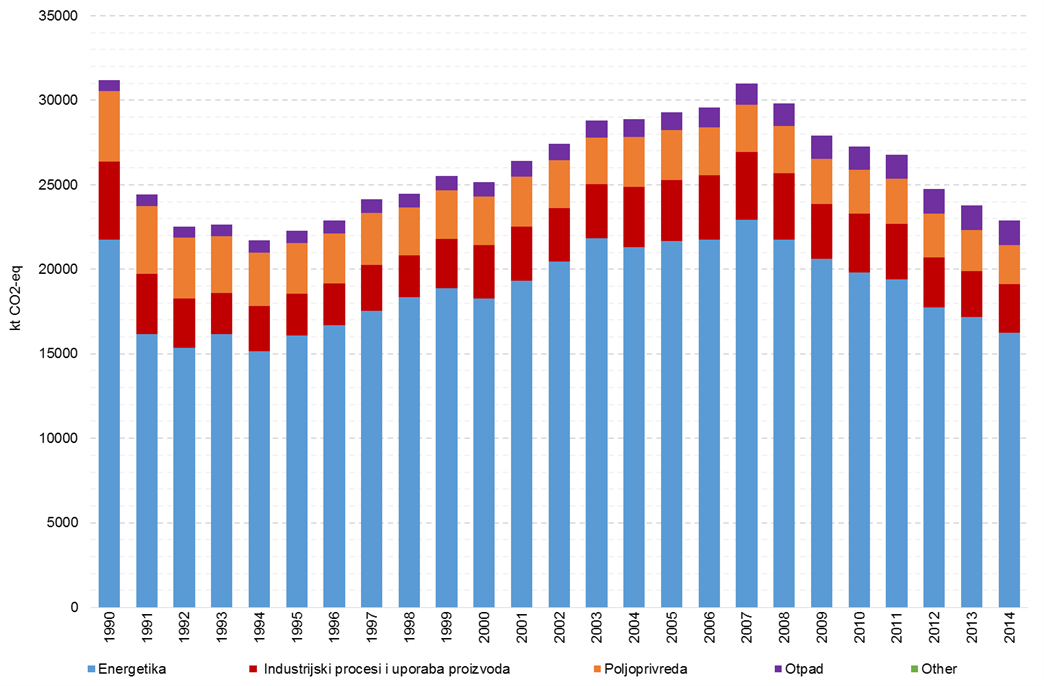 35000
30000
25000
20000
15000
10000
5000
0
kt CO2-eq
1990 1991 1992 1993 1994 1995 1996 1997 1998 1999 2000 2001 2002 2003 2004 2005 2006 2007 2008 2009 2010 2011 2012 2013 2014
Energetika Industrijski procesi i uporaba proizvoda Poljoprivreda Otpad Other